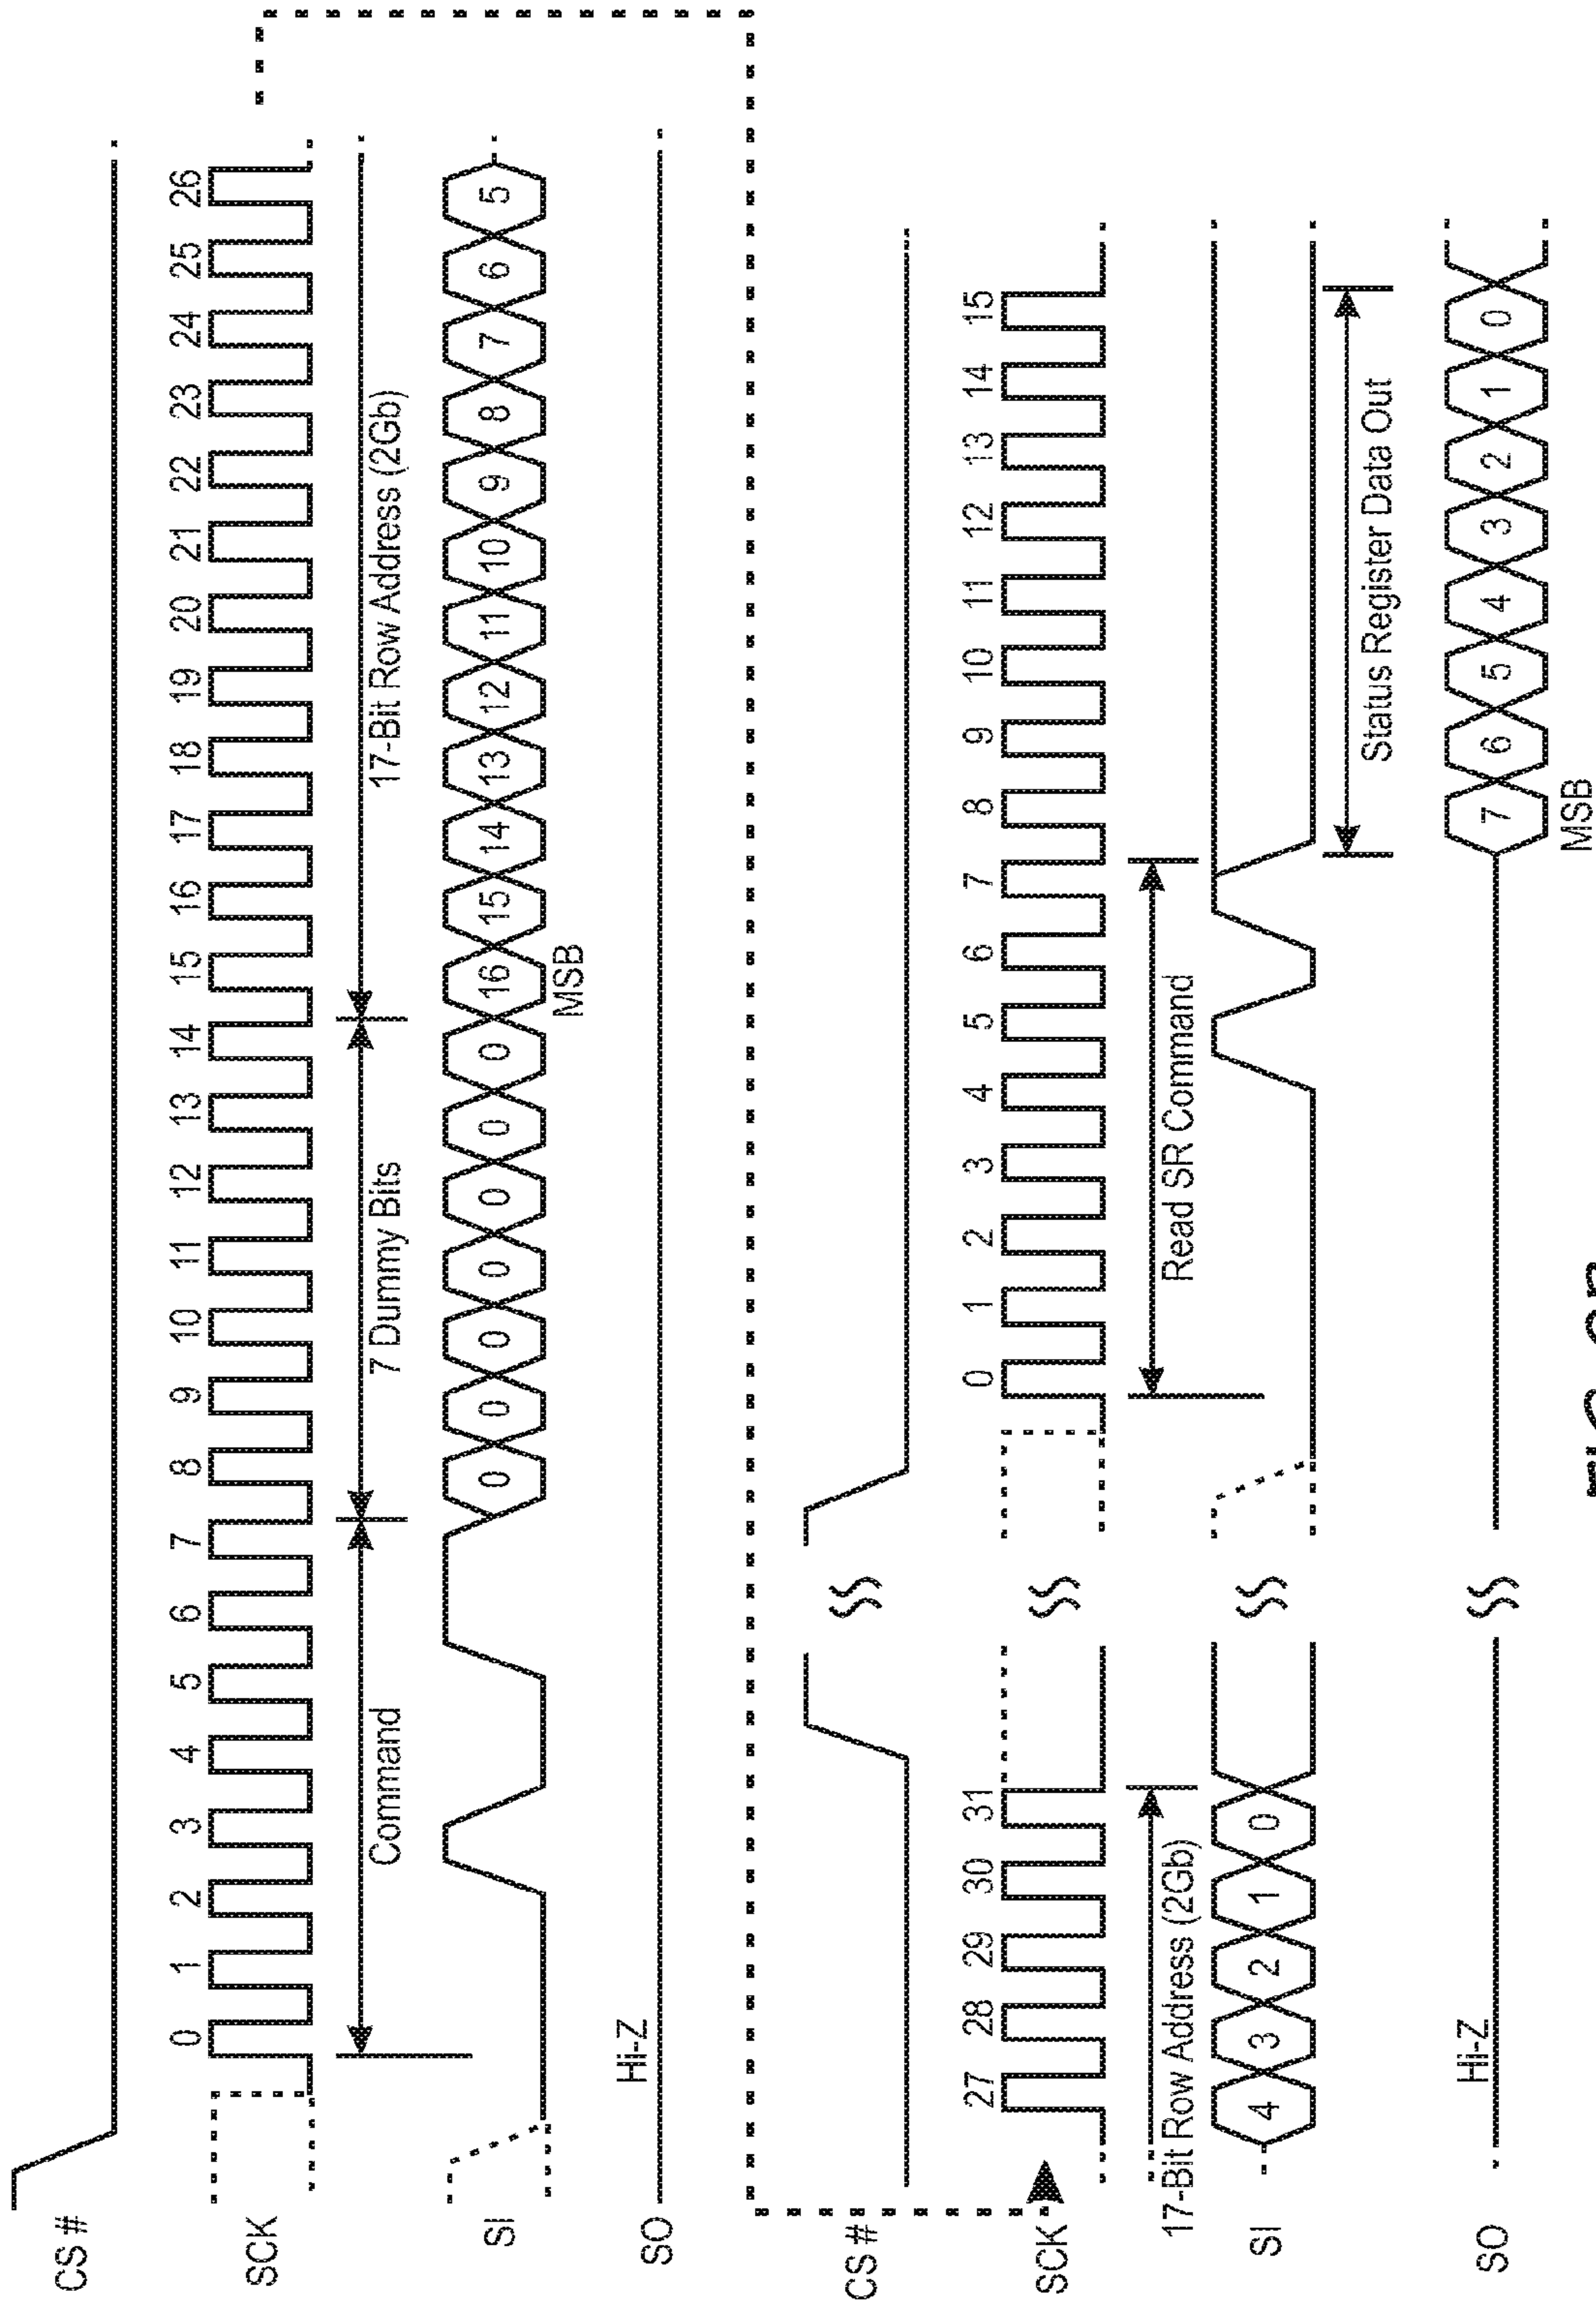 CS #
SCK
0 1 2 3 4 5 6 7 8 9 10 11 12 13 14 15 16 17 18 19 20 21 22 23 24 25 26
Command
7 Dummy Bits
17-Bit Row Address (2Gb)
SI
0 0 0 0 0 0 0 16 15 14 13 12 11 10 9 8 7 6 5
MSB
SO
Hi-Z
CS #
SCK
27 28 29 30 31 0 1 2 3 4 5 6 7 8 9 10 11 12 13 14 15
17-Bit Row Address (2Gb)
Read SR Command
SI
4 3 2 1 0
Status Register Data Out
SO
Hi-Z
7 6 5 4 3 2 1 0
MSB